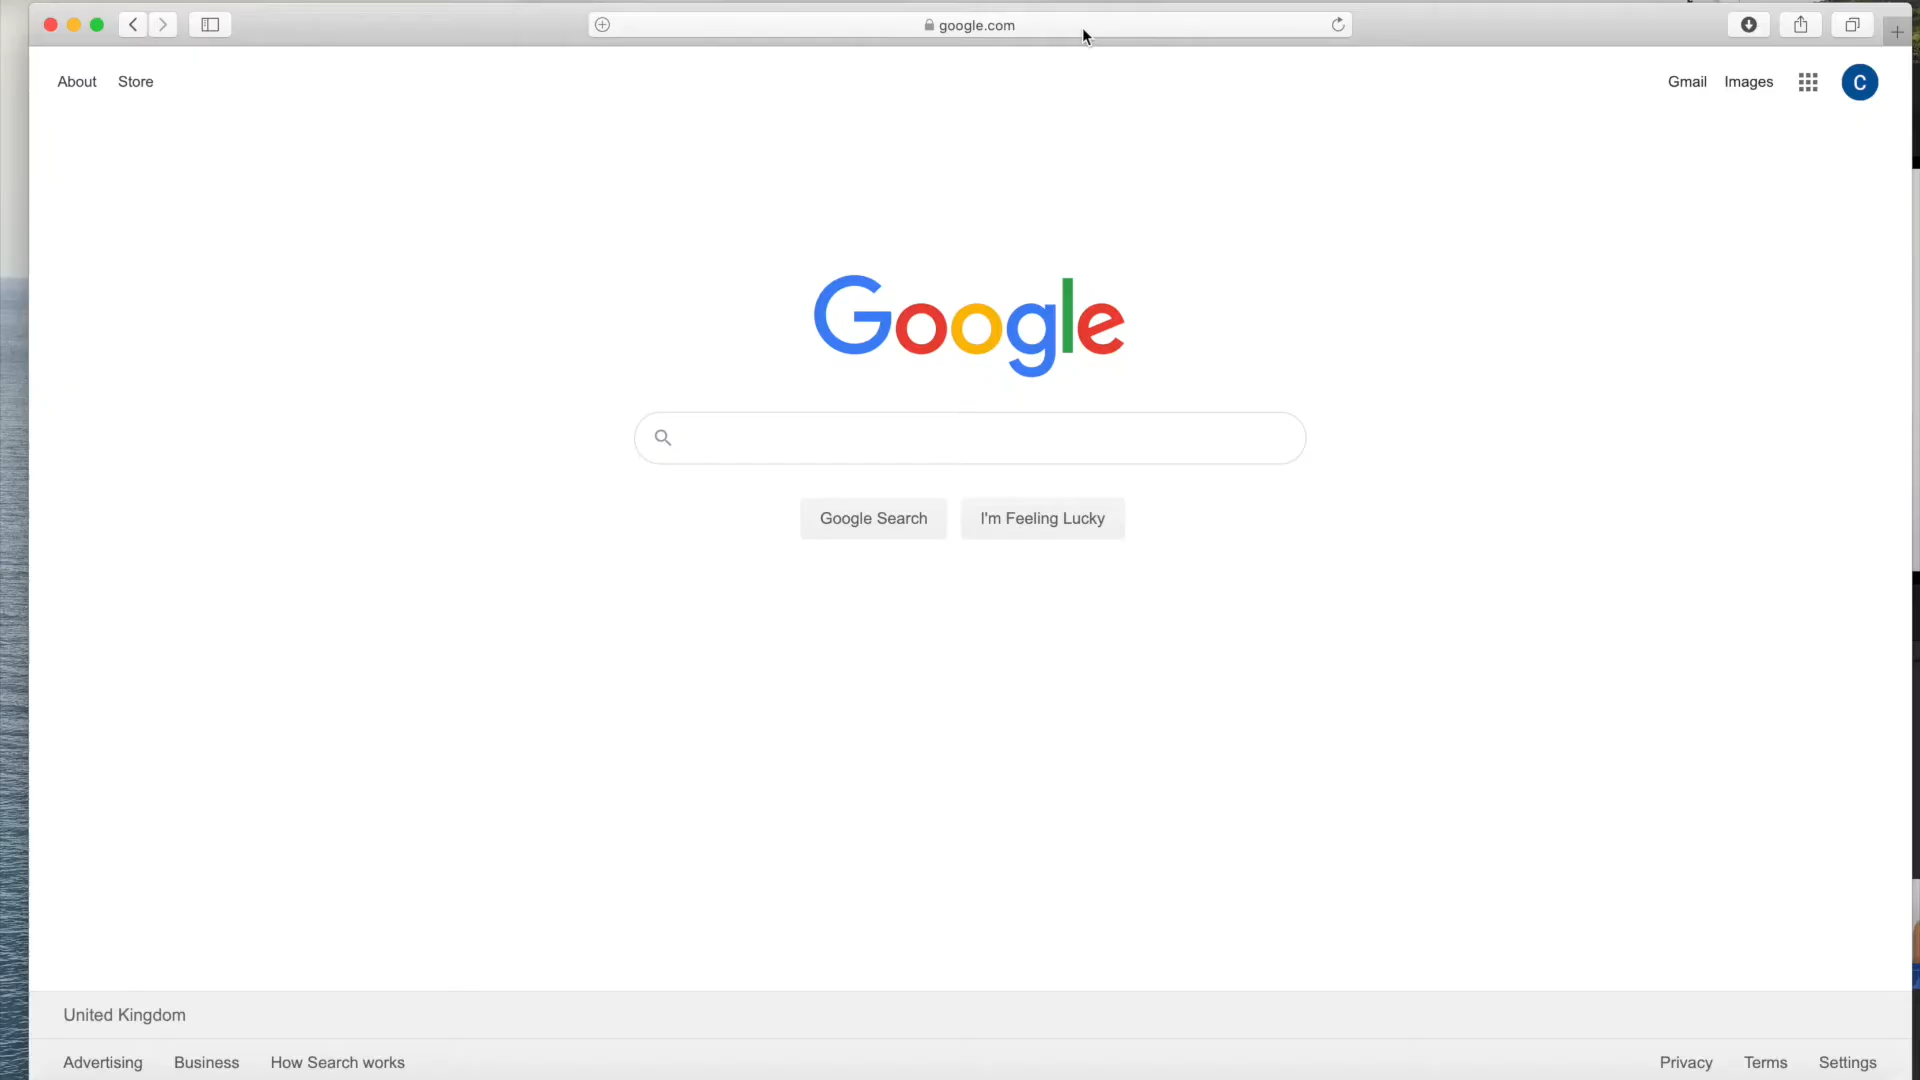 google.com
About Store
Gmail Images
C
Google
Google Search I'm Feeling Lucky
United Kingdom
Advertising Business How Search works
Privacy Terms Settings